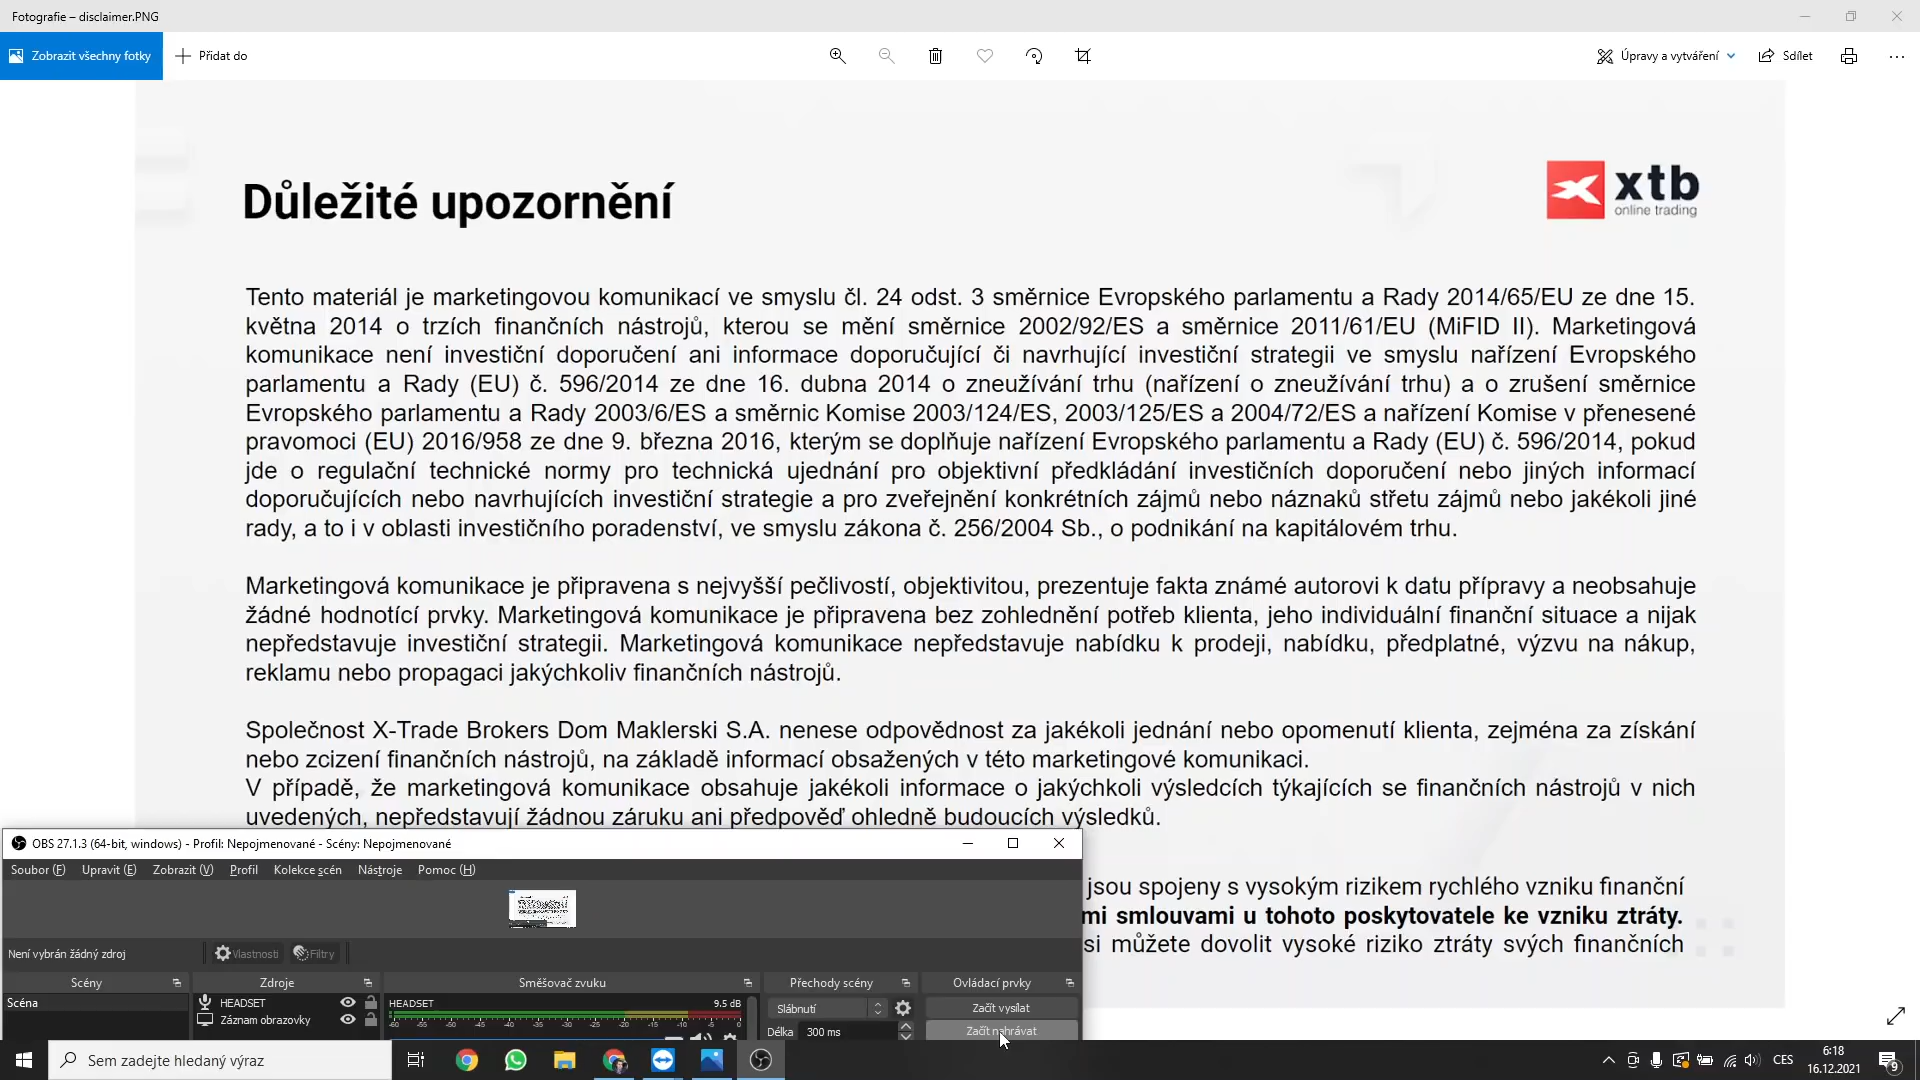 Fotografie – disclaimer.PNG
Zobrazit všechny fotky
Přidat do
Úpravy a vytváření
Sdílet
Důležité upozornění
xtb
online trading
Tento materiál je marketingovou komunikací ve smyslu čl. 24 odst. 3 směrnice Evropského parlamentu a Rady 2014/65/EU ze dne 15.
května 2014 o trzích finančních nástrojů, kterou se mění směrnice 2002/92/ES a směrnice 2011/61/EU (MiFID II). Marketingová
komunikace není investiční doporučení ani informace doporučující či navrhující investiční strategii ve smyslu nařízení Evropského
parlamentu a Rady (EU) č. 596/2014 ze dne 16. dubna 2014 o zneužívání trhu (nařízení o zneužívání trhu) a o zrušení směrnice
Evropského parlamentu a Rady 2003/6/ES a směrnic Komise 2003/124/ES, 2003/125/ES a 2004/72/ES a nařízení Komise v přenesené
pravomoci (EU) 2016/958 ze dne 9. března 2016, kterým se doplňuje nařízení Evropského parlamentu a Rady (EU) č. 596/2014, pokud
jde o regulační technické normy pro technická ujednání pro objektivní předkládání investičních doporučení nebo jiných informací
doporučujících nebo navrhujících investiční strategie a pro zveřejnění konkrétních zájmů nebo náznaků střetu zájmů nebo jakékoli jiné
rady, a to i v oblasti investičního poradenství, ve smyslu zákona č. 256/2004 Sb., o podnikání na kapitálovém trhu.
Marketingová komunikace je připravena s nejvyšší pečlivostí, objektivitou, prezentuje fakta známé autorovi k datu přípravy a neobsahuje
žádné hodnotící prvky. Marketingová komunikace je připravena bez zohlednění potřeb klienta, jeho individuální finanční situace a nijak
nepředstavuje investiční strategii. Marketingová komunikace nepředstavuje nabídku k prodeji, nabídku, předplatné, výzvu na nákup,
reklamu nebo propagaci jakýchkoliv finančních nástrojů.
Společnost X-Trade Brokers Dom Maklerski S.A. nenese odpovědnost za jakékoli jednání nebo opomenutí klienta, zejména za získání
nebo zcizení finančních nástrojů, na základě informací obsažených v této marketingové komunikaci.
V případě, že marketingová komunikace obsahuje jakékoli informace o jakýchkoli výsledcích týkajících se finančních nástrojů v nich
uvedených, nepředstavují žádnou záruku ani předpověď ohledně budoucích výsledků.
jsou spojeny s vysokým rizikem rychlého vzniku finanční
mi smlouvami u tohoto poskytovatele ke vzniku ztráty.
si můžete dovolit vysoké riziko ztráty svých finančních
OBS 27.1.3 (64-bit, windows) - Profil: Nepojmenované - Scény: Nepojmenované
Soubor (F) Upravit (E) Zobrazit (V) Profil Kolekce scén Nástroje Pomoc (H)
Není vybrán žádný zdroj
Vlastnosti
Filtry
Scény
Zdroje
Směšovač zvuku
Přechody scény
Ovládací prvky
Scéna
HEADSET
Záznam obrazovky
HEADSET
9.5 dB
-60 -55 -50 -45 -40 -35 -30 -25 -20 -15 -10 -5 0
Slábnutí
Délka 300 ms
Začít vysílat
Začít nahrávat
Sem zadejte hledaný výraz
CES
6:18
16.12.2021
9